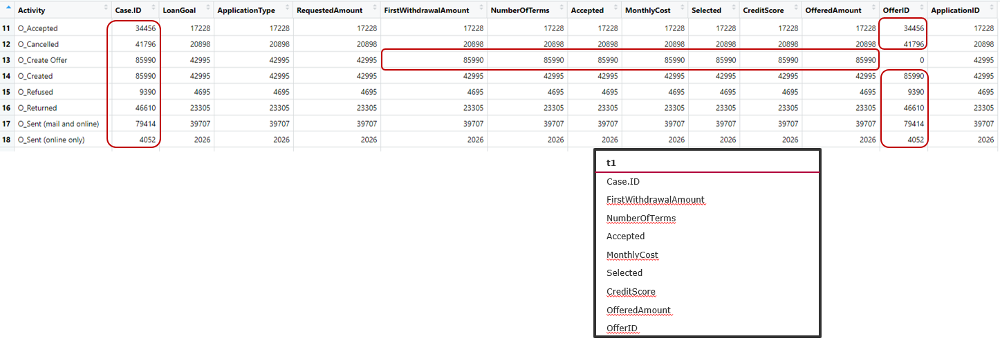 Activity Case.ID LoanGoal ApplicationType RequestedAmount FirstWithdrawalAmount NumberOfTerms Accepted MonthlyCost Selected CreditScore OfferedAmount OfferID ApplicationID
11 O_Accepted 34456 17228 17228 17228 17228 17228 17228 17228 17228 17228 17228 34456 17228
12 O_Cancelled 41796 20898 20898 20898 20898 20898 20898 20898 20898 20898 20898 41796 20898
13 O_Create Offer 85990 42995 42995 42995 85990 85990 85990 85990 85990 85990 85990 0 42995
14 O_Created 85990 42995 42995 42995 42995 42995 42995 42995 42995 42995 42995 85990 42995
15 O_Refused 9390 4695 4695 4695 4695 4695 4695 4695 4695 4695 4695 9390 4695
16 O_Returned 46610 23305 23305 23305 23305 23305 23305 23305 23305 23305 23305 46610 23305
17 O_Sent (mail and online) 79414 39707 39707 39707 39707 39707 39707 39707 39707 39707 39707 79414 39707
18 O_Sent (online only) 4052 2026 2026 2026 2026 2026 2026 2026 2026 2026 2026 4052 2026
t1
Case.ID
FirstWithdrawalAmount
NumberOfTerms
Accepted
MonthlyCost
Selected
CreditScore
OfferedAmount
OfferID